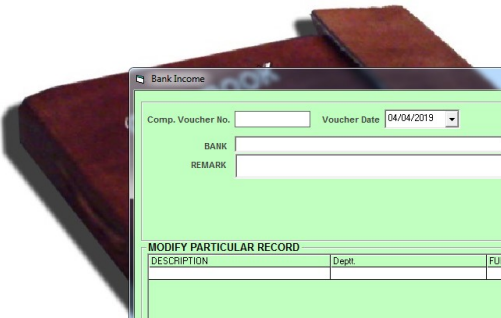 Bank Income
Comp. Voucher No. Voucher Date 04/04/2019
BANK
REMARK
MODIFY PARTICULAR RECORD
DESCRIPTION Deptt.